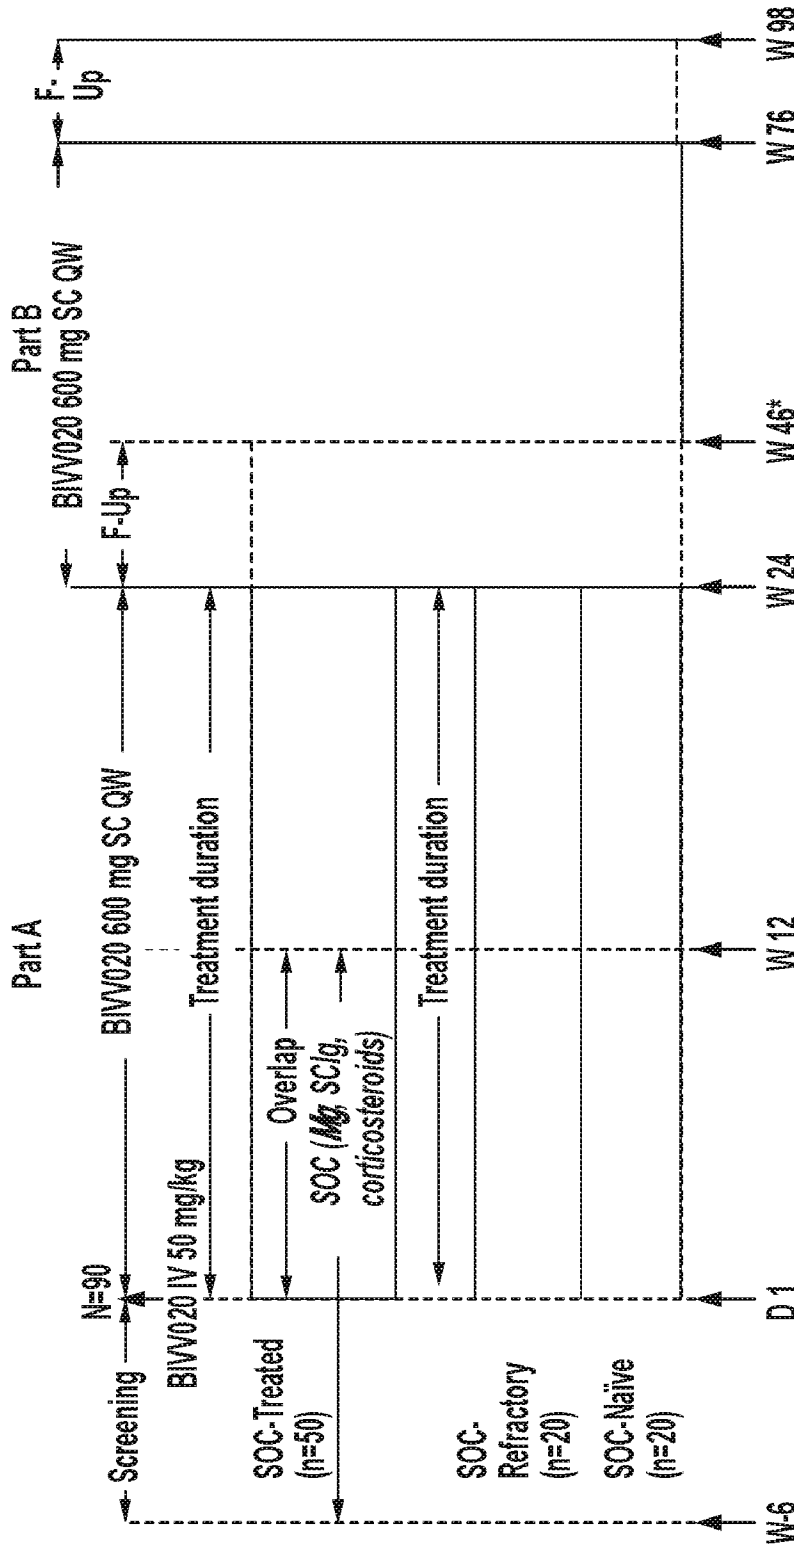 Part A
Part B
Screening
N=90
BIVV020 600 mg SC QW
BIVV020 600 mg SC QW
F-Up
F-
Up
BIVV020 IV 50 mg/kg
Treatment duration
SOC-Treated
(n=50)
Overlap
SOC (IVIg, SCIg,
corticosteroids)
Treatment duration
SOC-
Refractory
(n=20)
SOC-Naïve
(n=20)
W-6
D 1
W 12
W 24
W 46*
W 76
W 98